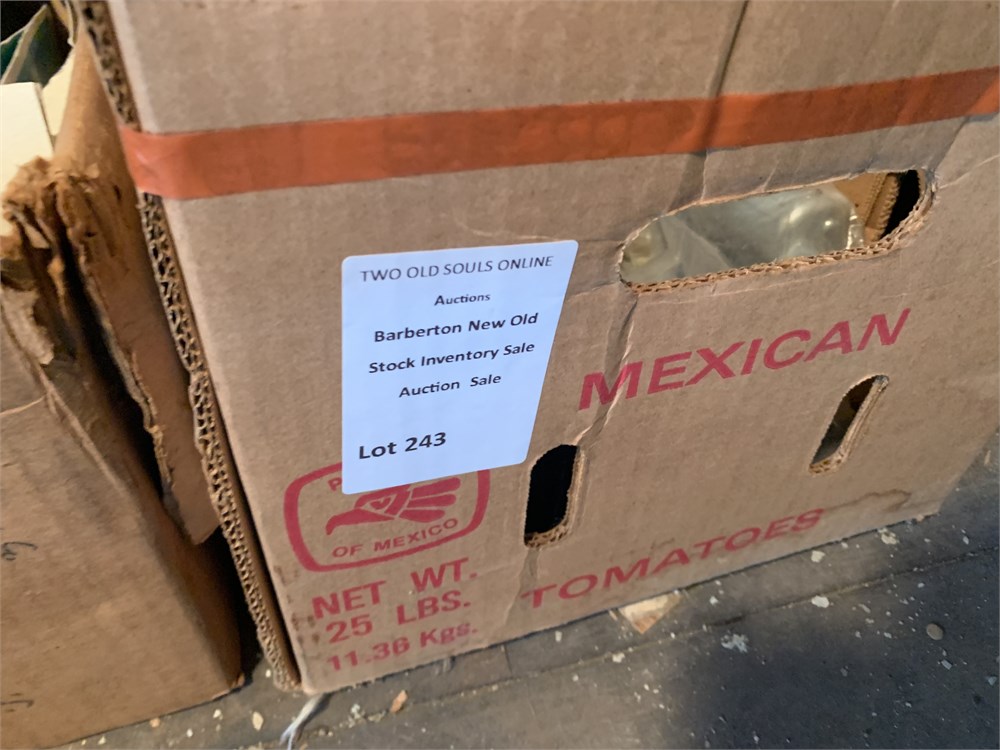 TWO OLD SOULS ONLINE
Auctions
Barberton New Old
Stock Inventory Sale
Auction Sale
Lot 243
MEXICAN
TOMATOES
OF MEXICO
NET WT.
25 LBS.
11.36 Kgs.